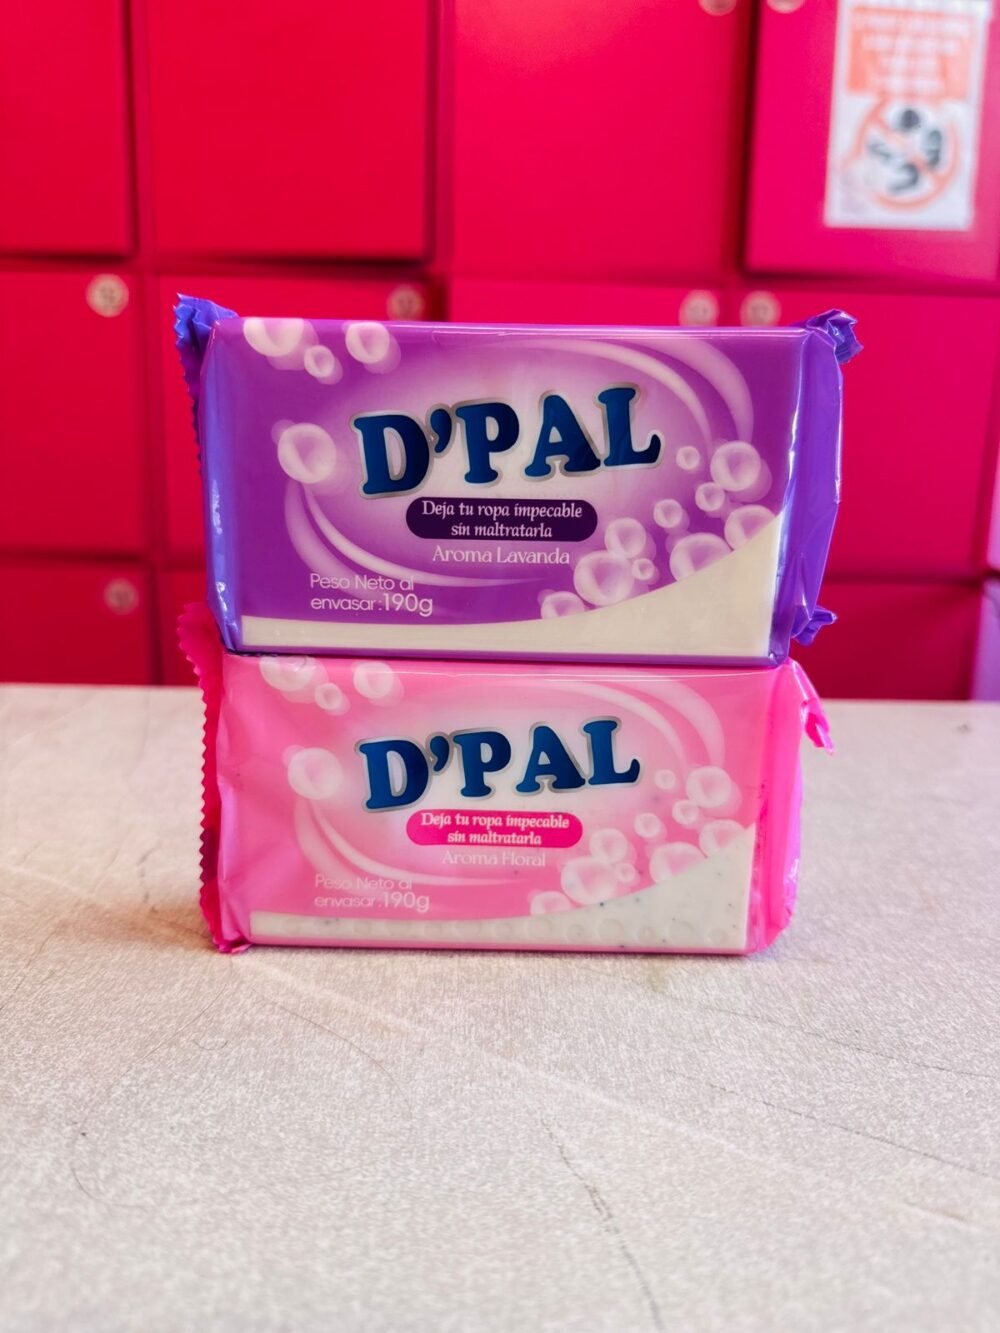 D'PAL
Deja tu ropa impecable
sin maltratarla
Aroma Lavanda
Peso Neto al
envasar:190g
D'PAL
Deja tu ropa impecable
sin maltratarla
Aroma Floral
Peso Neto al
envasar:190g